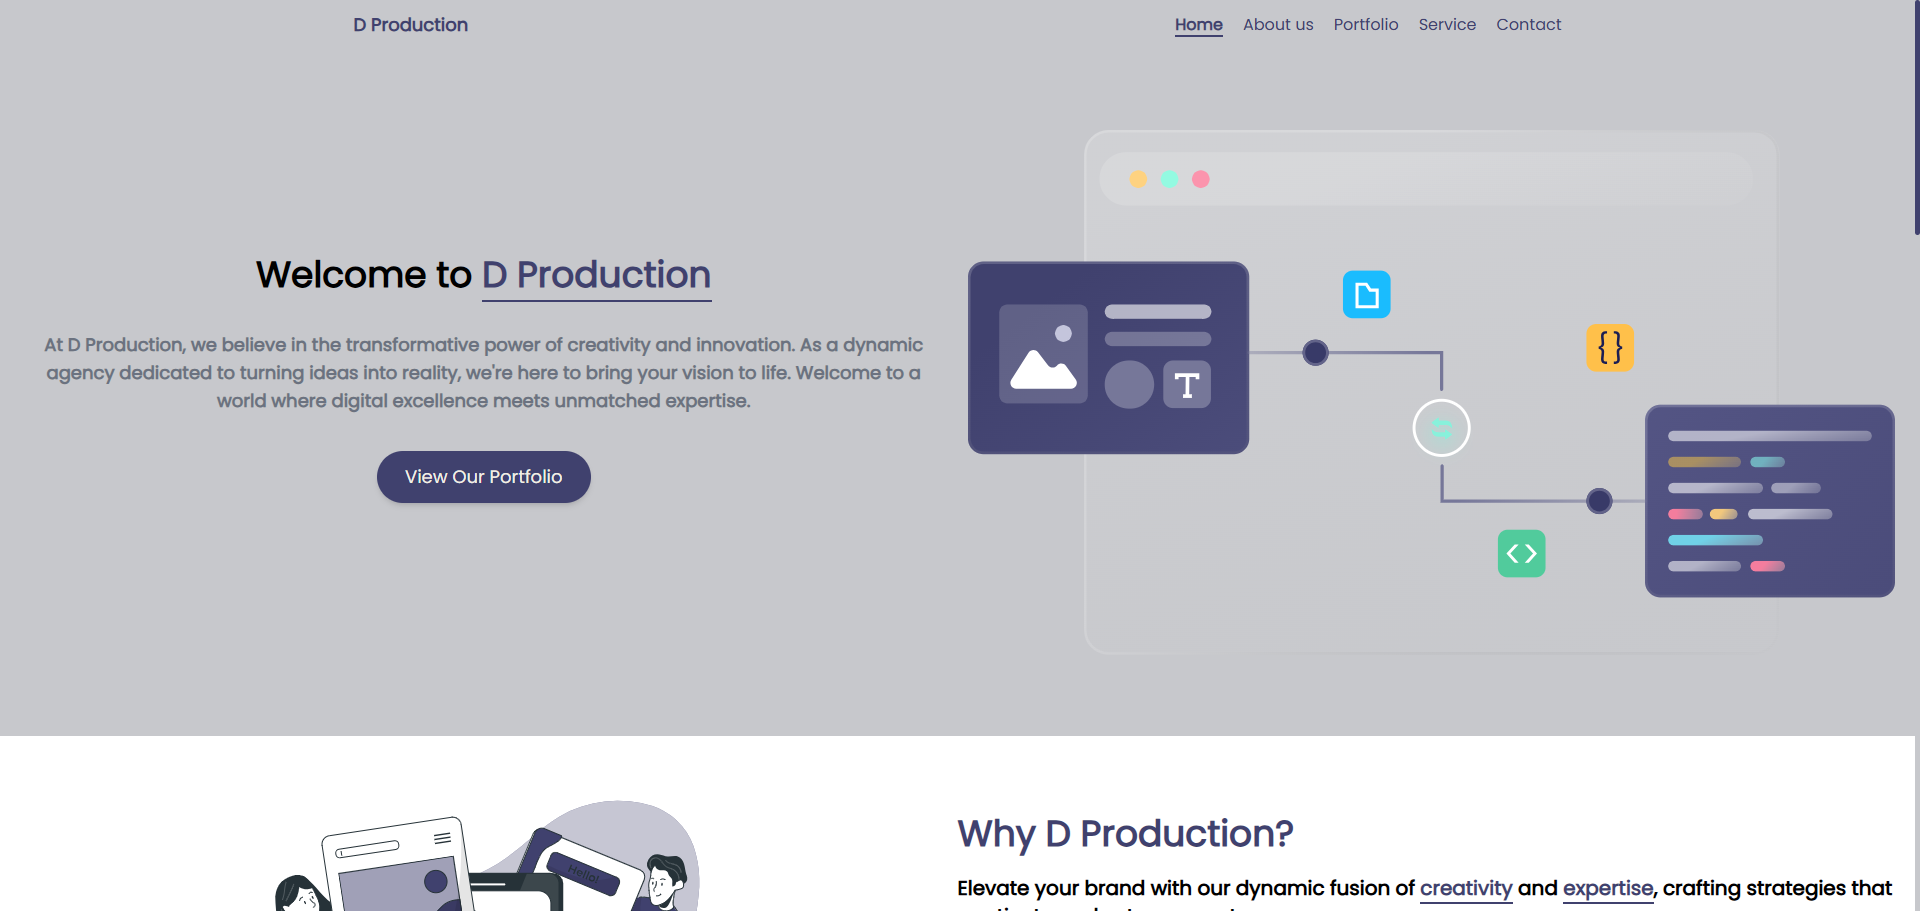 D Production
Home About us Portfolio Service Contact
Welcome to D Production
At D Production, we believe in the transformative power of creativity and innovation. As a dynamic
agency dedicated to turning ideas into reality, we're here to bring your vision to life. Welcome to a
world where digital excellence meets unmatched expertise.
View Our Portfolio
T
{ }
< >
Hello!
Why D Production?
Elevate your brand with our dynamic fusion of creativity and expertise, crafting strategies that